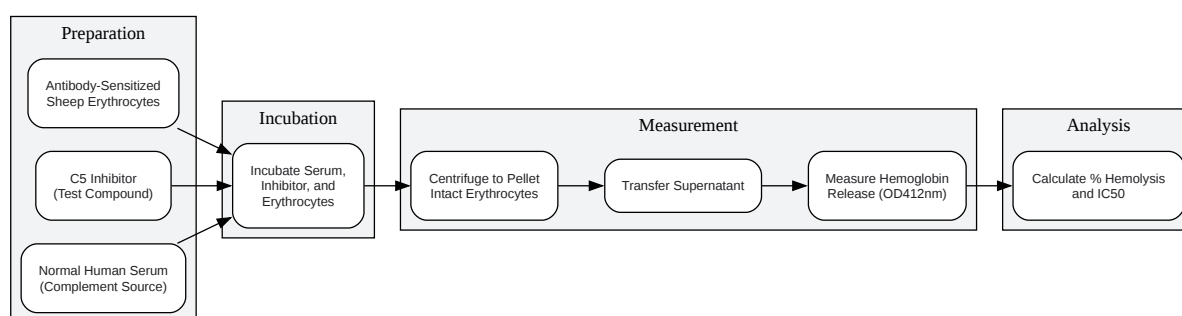 Preparation
Antibody-Sensitized
Sheep Erythrocytes
C5 Inhibitor
(Test Compound)
Normal Human Serum
(Complement Source)
Incubation
Incubate Serum,
Inhibitor, and
Erythrocytes
Measurement
Centrifuge to Pellet
Intact Erythrocytes
Transfer Supernatant
Measure Hemoglobin
Release (OD412nm)
Analysis
Calculate % Hemolysis
and IC50